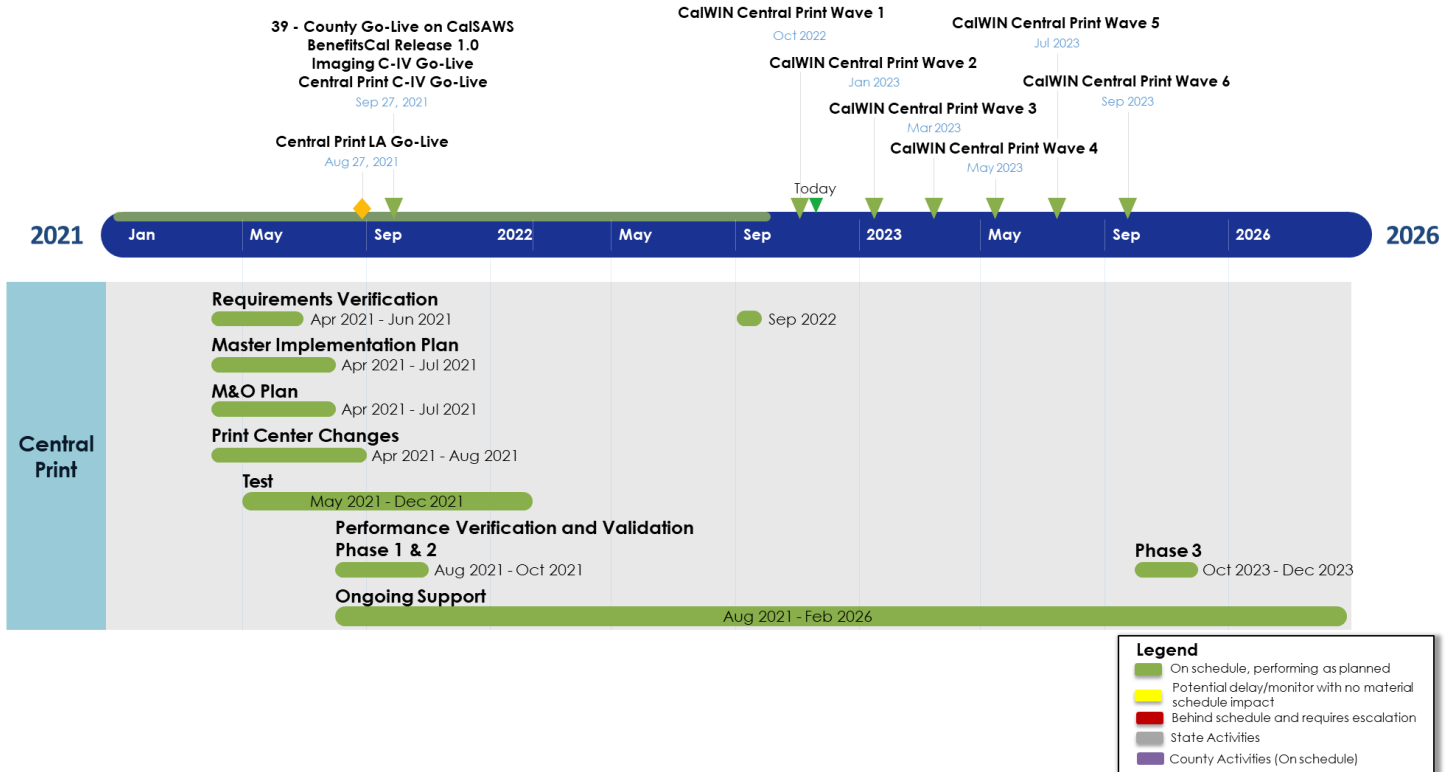 39 - County Go-Live on CalSAWS
BenefitsCal Release 1.0
Imaging C-IV Go-Live
Central Print C-IV Go-Live
Sep 27, 2021
Central Print LA Go-Live
Aug 27, 2021
CalWIN Central Print Wave 1
Oct 2022
CalWIN Central Print Wave 2
Jan 2023
CalWIN Central Print Wave 3
Mar 2023
CalWIN Central Print Wave 4
May 2023
CalWIN Central Print Wave 5
Jul 2023
CalWIN Central Print Wave 6
Sep 2023
Today
2021 Jan May Sep 2022 May Sep 2023 May Sep 2026 2026
Central
Print
Requirements Verification
Apr 2021 - Jun 2021 Sep 2022
Master Implementation Plan
Apr 2021 - Jul 2021
M&O Plan
Apr 2021 - Jul 2021
Print Center Changes
Apr 2021 - Aug 2021
Test
May 2021 - Dec 2021
Performance Verification and Validation
Phase 1 & 2 Phase 3
Aug 2021 - Oct 2021 Oct 2023 - Dec 2023
Ongoing Support
Aug 2021 - Feb 2026
Legend
On schedule, performing as planned
Potential delay/monitor with no material
schedule impact
Behind schedule and requires escalation
State Activities
County Activities (On schedule)